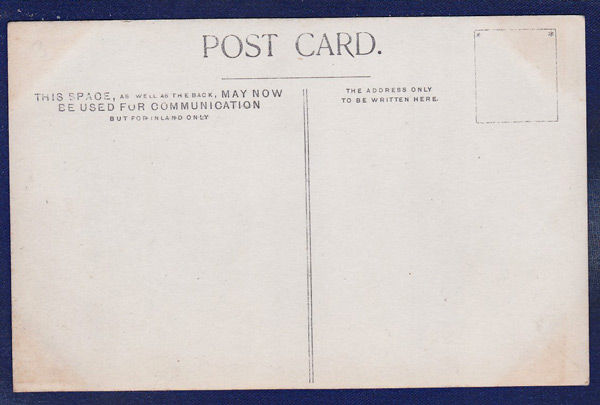 POST CARD.
THIS SPACE, AS WELL AS THE BACK, MAY NOW
BE USED FOR COMMUNICATION
BUT FOR INLAND ONLY
THE ADDRESS ONLY
TO BE WRITTEN HERE.